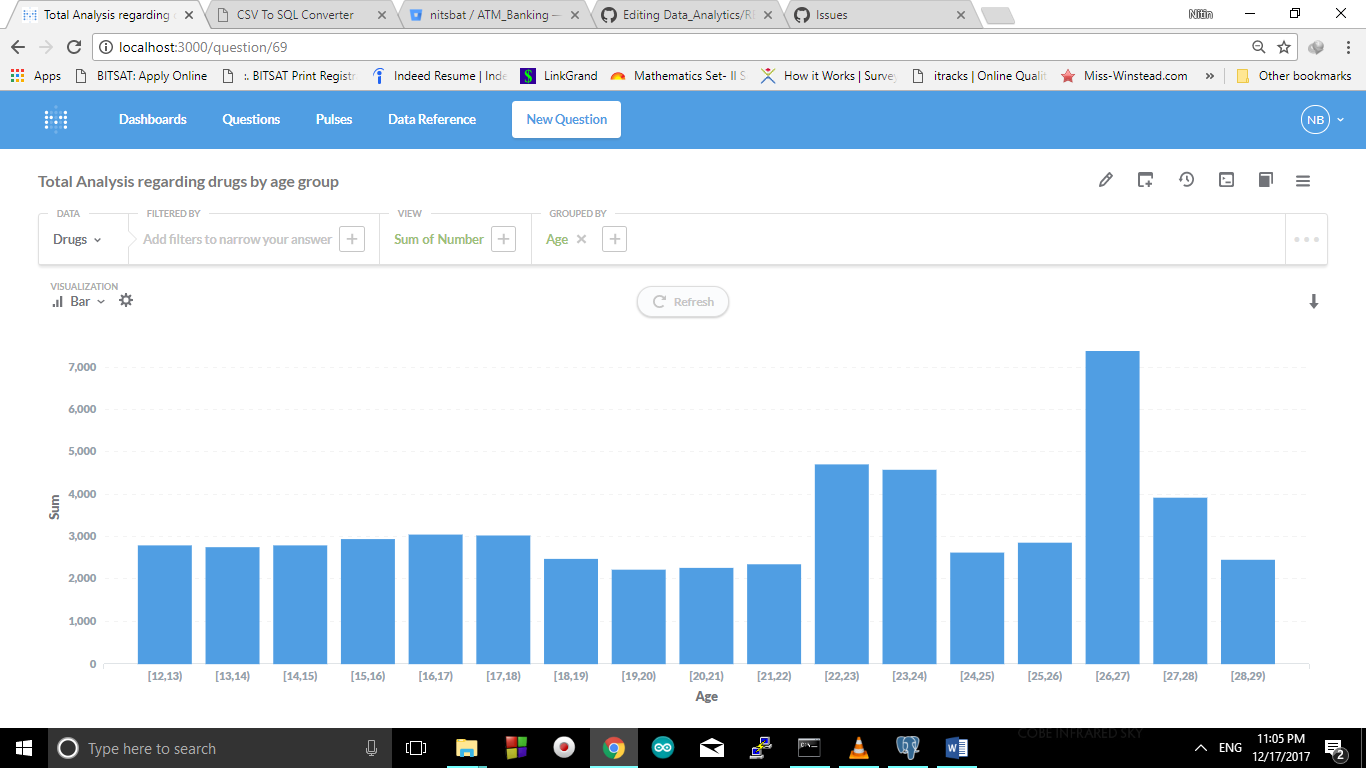 Total Analysis regarding
CSV To SQL Converter
nitsbat / ATM_Banking —
Editing Data_Analytics/RE
Issues
Nitin
localhost:3000/question/69
Apps
BITSAT: Apply Online
:. BITSAT Print Registr
Indeed Resume | Inde
LinkGrand
Mathematics Set- II S
How it Works | Surve
itracks | Online Qualit
Miss-Winstead.com
»
Other bookmarks
Dashboards
Questions
Pulses
Data Reference
New Question
NB
Total Analysis regarding drugs by age group
DATA
FILTERED BY
VIEW
GROUPED BY
Drugs
Add filters to narrow your answer
Sum of Number
Age
VISUALIZATION
Bar
Refresh
7,000
6,000
5,000
4,000
3,000
2,000
1,000
0
Sum
[12,13) [13,14) [14,15) [15,16) [16,17) [17,18) [18,19) [19,20) [20,21) [21,22) [22,23) [23,24) [24,25) [25,26) [26,27) [27,28) [28,29)
Age
Type here to search
COBE INFRARED SKY
ENG
11:05 PM
12/17/2017
2